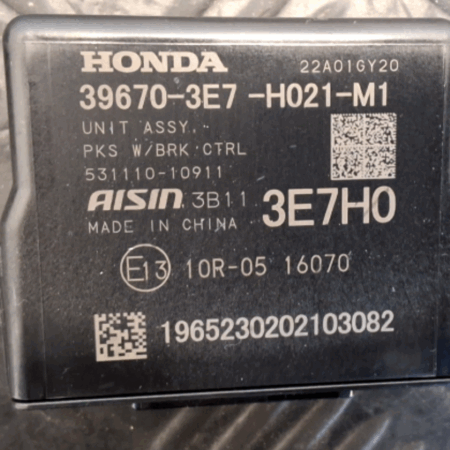 HONDA 22A01GY20
39670-3E7 -H021-M1
UNIT ASSY.
PKS W/BRK CTRL
531110-10911
AISIN 3B11 3E7H0
MADE IN CHINA
E13 10R-05 16070
1965230202103082